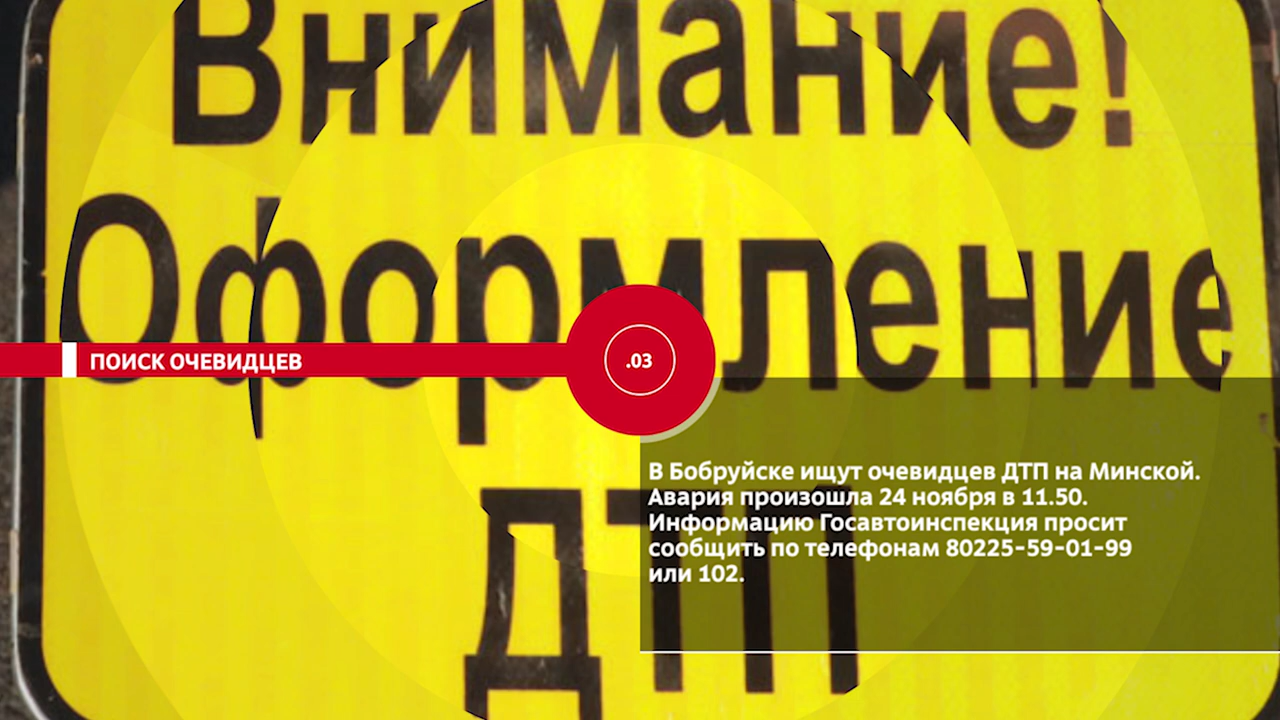 Внимание!
Оформление
ПОИСК ОЧЕВИДЦЕВ
.03
В Бобруйске ищут очевидцев ДТП на Минской.
Авария произошла 24 ноября в 11.50.
Информацию Госавтоинспекция просит
сообщить по телефонам 80225-59-01-99
или 102.
ДТП